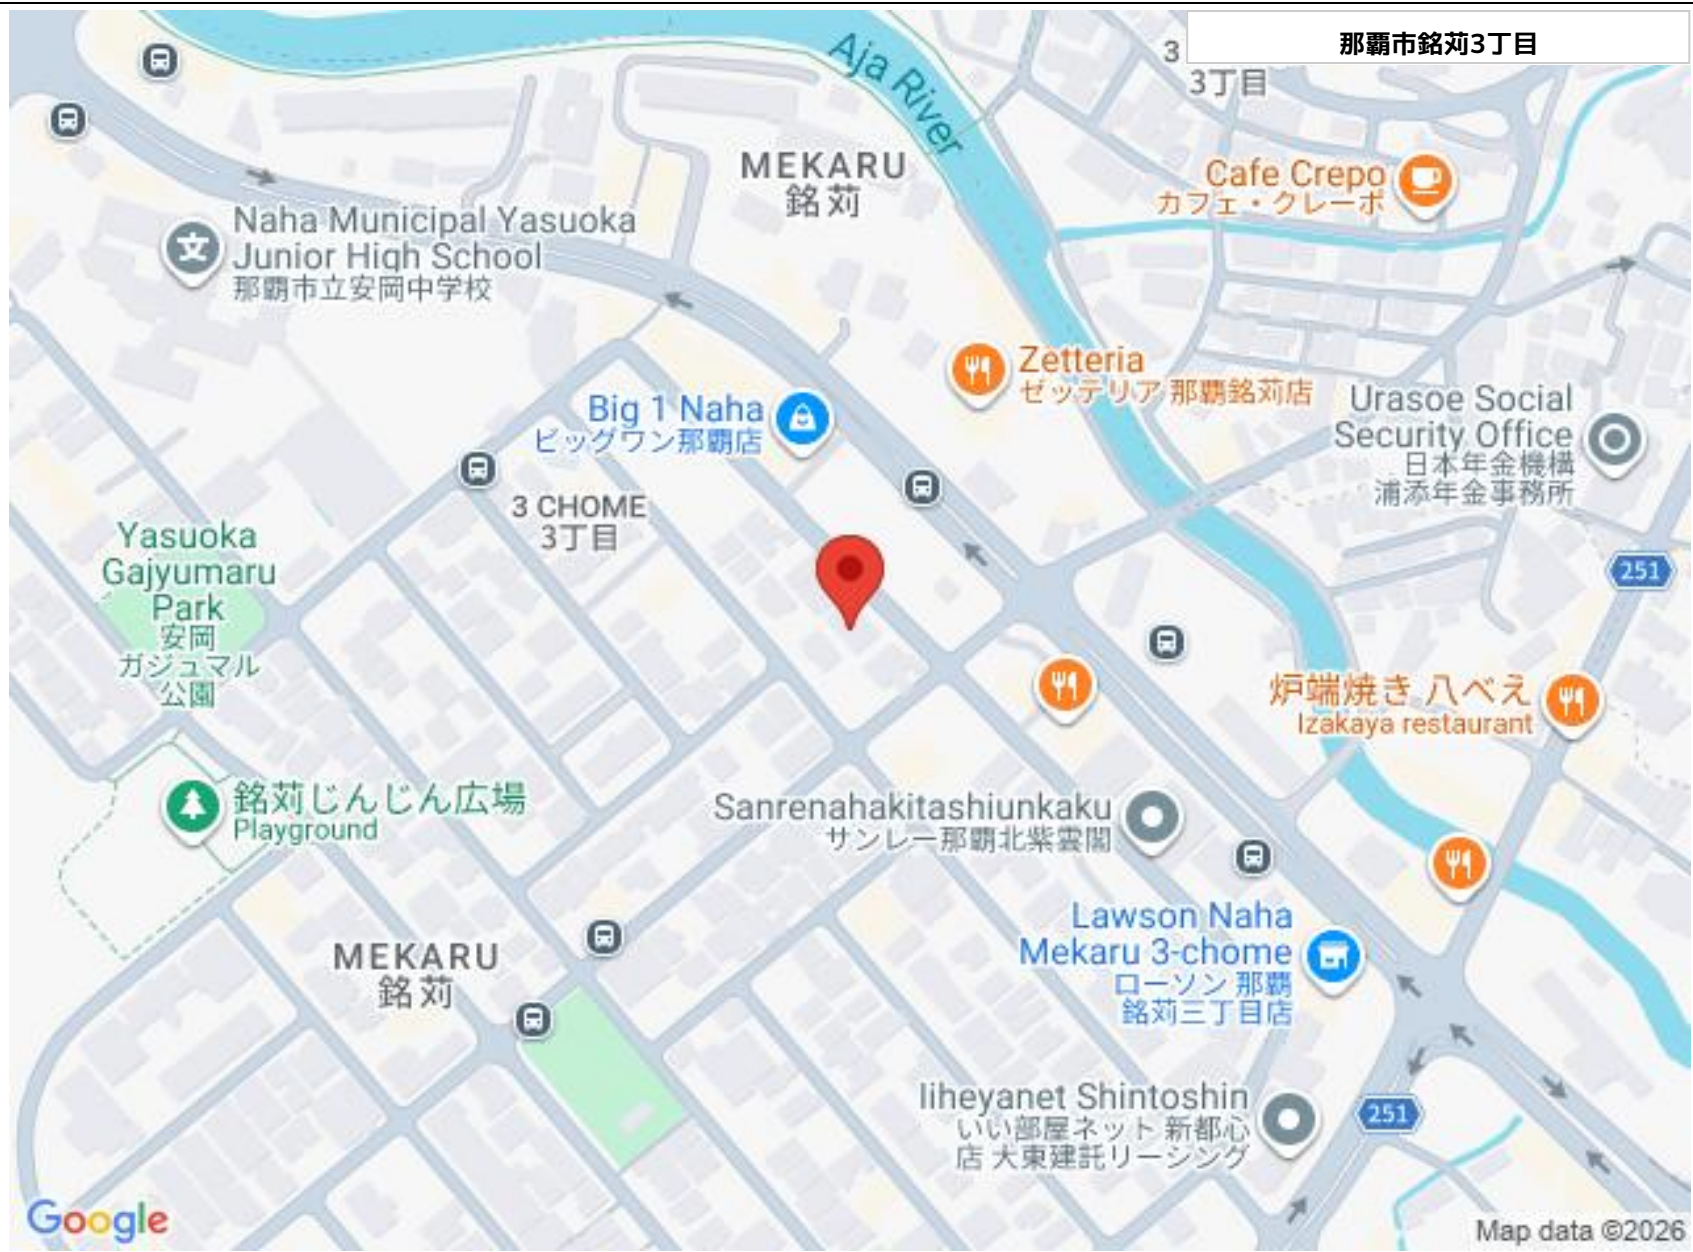 那覇市銘苅3丁目
3
3丁目
Aja River
MEKARU
銘苅
Cafe Crepo
カフェ・クレーポ
Naha Municipal Yasuoka
Junior High School
那覇市立安岡中学校
Zetteria
ゼッテリア 那覇銘苅店
Big 1 Naha
ビッグワン那覇店
Urasoe Social
Security Office
日本年金機構
浦添年金事務所
3 CHOME
3丁目
Yasuoka
Gajyumaru
Park
安岡
ガジュマル
公園
251
炉端焼き 八べえ
Izakaya restaurant
銘苅じんじん広場
Playground
Sanrenahakitashiunkaku
サンレー那覇北紫雲閣
Lawson Naha
Mekaru 3-chome
ローソン 那覇
銘苅三丁目店
MEKARU
銘苅
Iiheyanet Shintoshin
いい部屋ネット 新都心
店 大東建託リーシング
251
Google
Map data ©2026